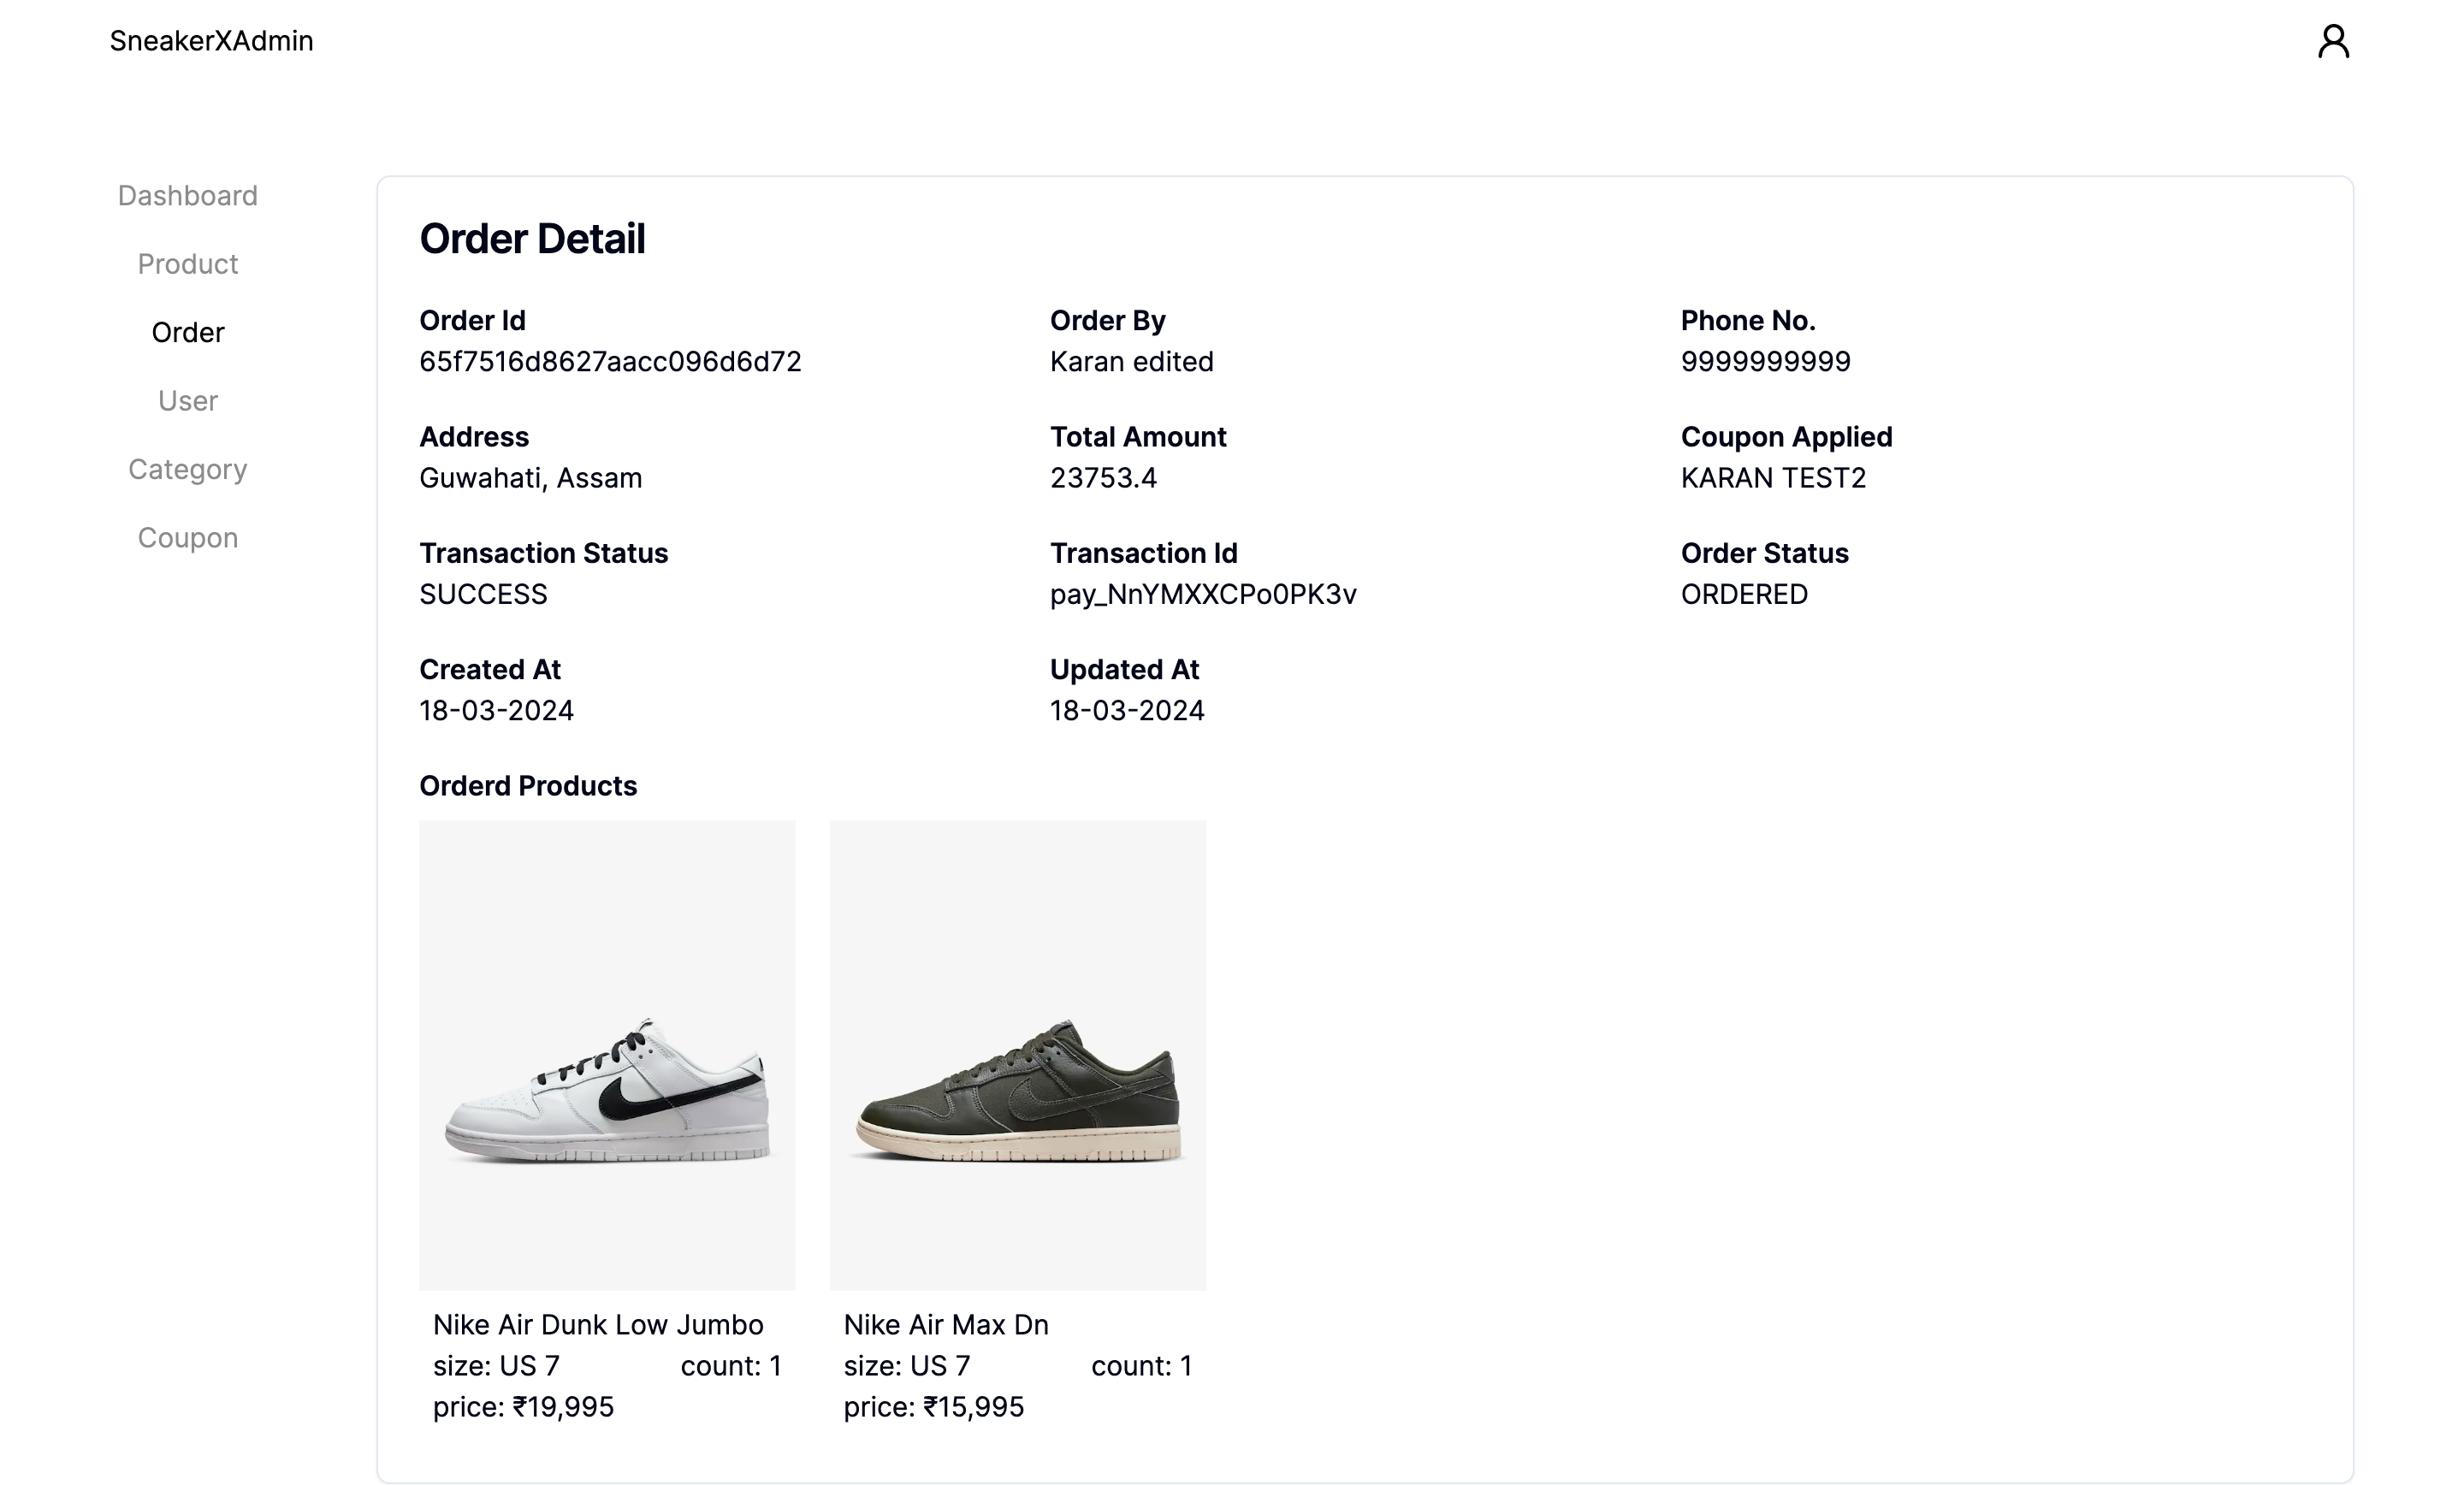 SneakerXAdmin
Dashboard
Product
Order
User
Category
Coupon
Order Detail
Order Id
65f7516d8627aacc096d6d72
Order By
Karan edited
Phone No.
9999999999
Address
Guwahati, Assam
Total Amount
23753.4
Coupon Applied
KARAN TEST2
Transaction Status
SUCCESS
Transaction Id
pay_NnYMXXCPo0PK3v
Order Status
ORDERED
Created At
18-03-2024
Updated At
18-03-2024
Orderd Products
Nike Air Dunk Low Jumbo
size: US 7 count: 1
price: ₹19,995
Nike Air Max Dn
size: US 7 count: 1
price: ₹15,995